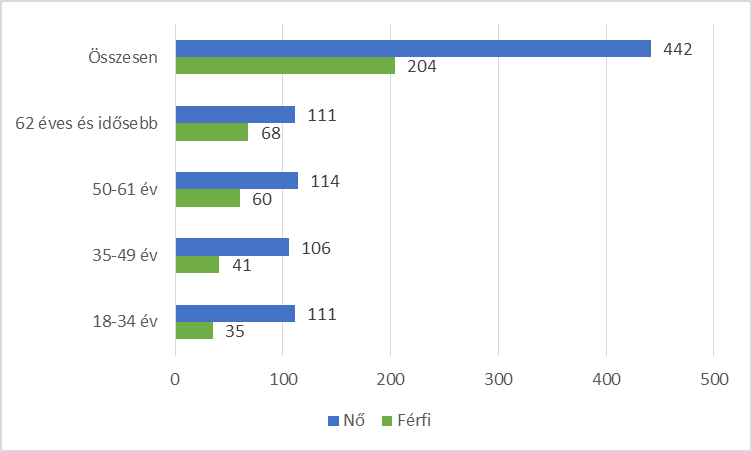 Összesen
442
204
62 éves és idősebb
111
68
50-61 év
114
60
35-49 év
106
41
18-34 év
111
35
0 100 200 300 400 500
Nő Férfi